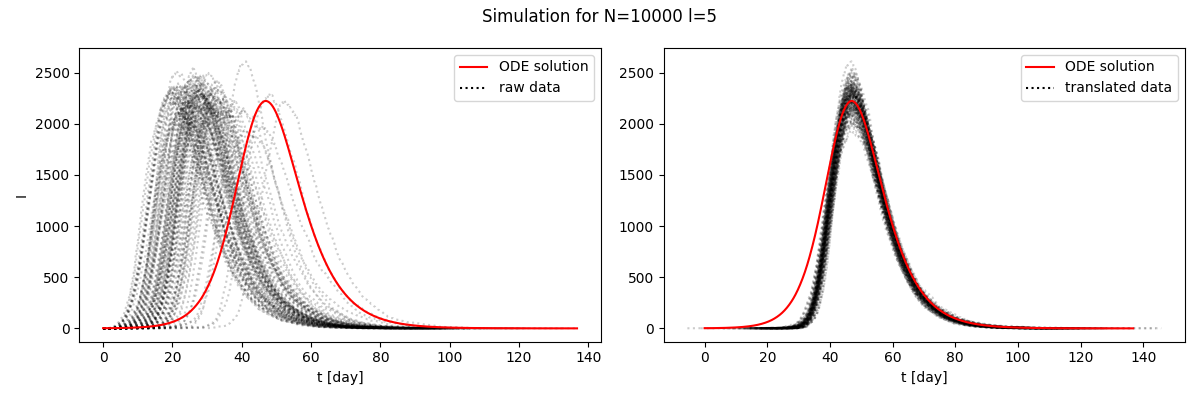 Simulation for N=10000 l=5
ODE solution
raw data
2500
2000
1500
1000
500
0
I
0 20 40 60 80 100 120 140
t [day]
ODE solution
translated data
2500
2000
1500
1000
500
0
0 20 40 60 80 100 120 140
t [day]